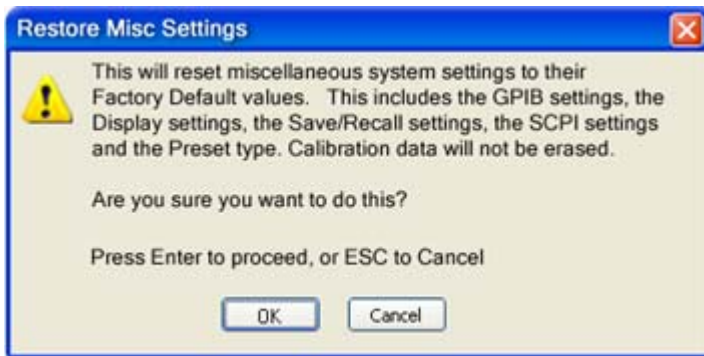 Restore Misc Settings
This will reset miscellaneous system settings to their
Factory Default values. This includes the GPIB settings, the
Display settings, the Save/Recall settings, the SCPI settings
and the Preset type. Calibration data will not be erased.
Are you sure you want to do this?
Press Enter to proceed, or ESC to Cancel
OK
Cancel